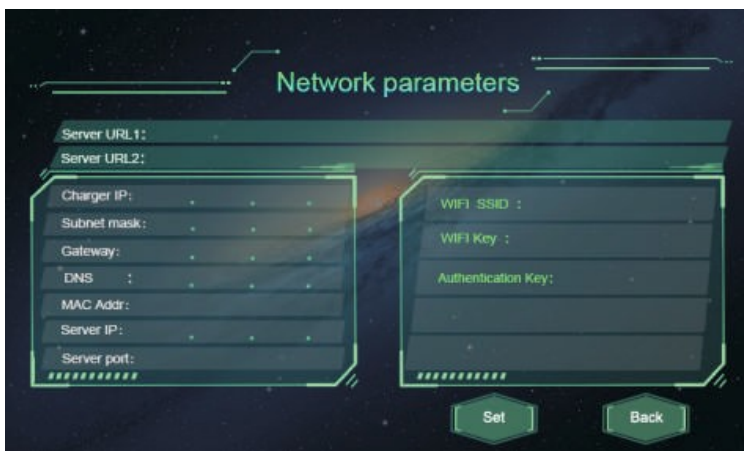 Network parameters
Server URL1:
Server URL2:
Charger IP: . . .
Subnet mask: . . .
Gateway: . . .
DNS : . . .
MAC Addr:
Server IP: . . .
Server port:
WIFI SSID :
WIFI Key :
Authentication Key:
Set
Back